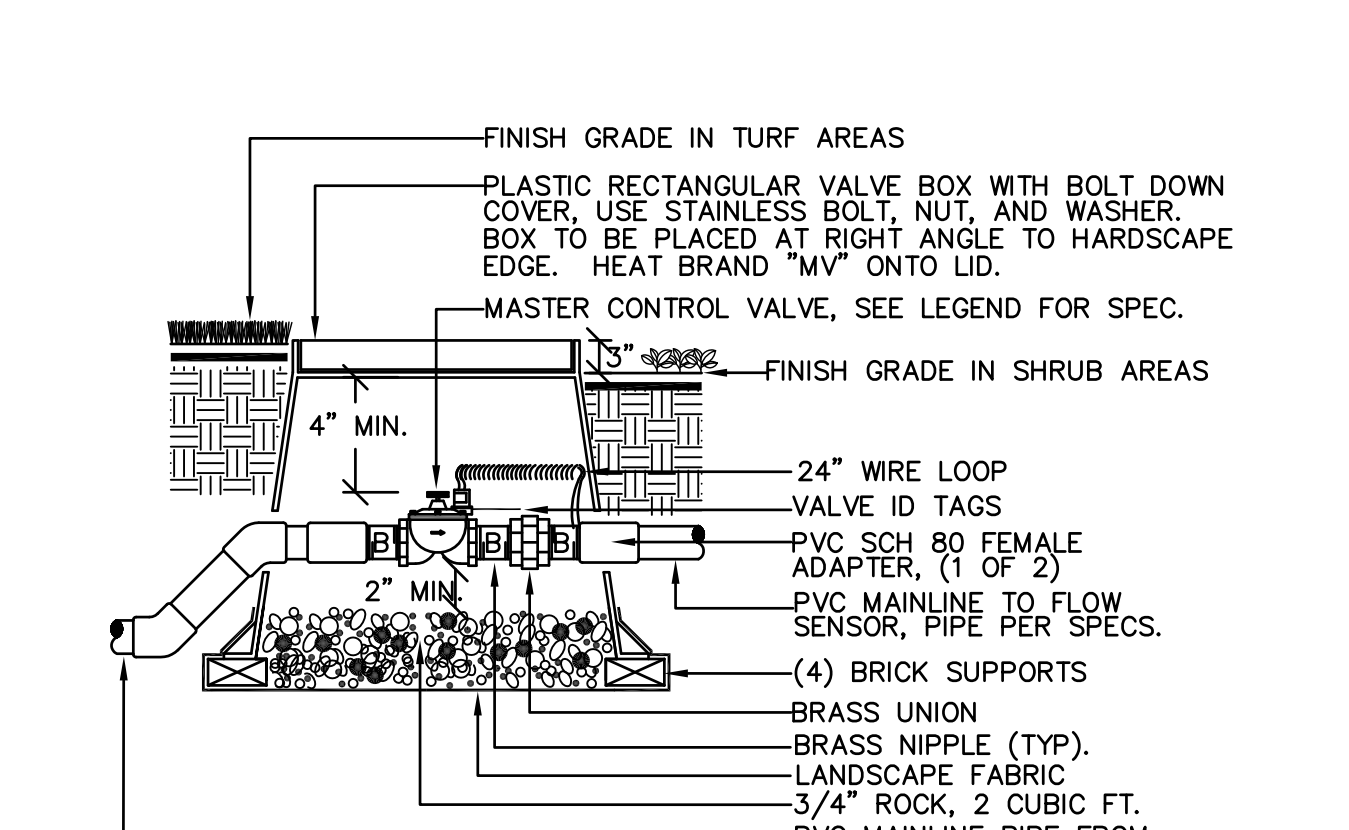 FINISH GRADE IN TURF AREAS
PLASTIC RECTANGULAR VALVE BOX WITH BOLT DOWN
COVER, USE STAINLESS BOLT, NUT, AND WASHER.
BOX TO BE PLACED AT RIGHT ANGLE TO HARDSCAPE
EDGE. HEAT BRAND "MV" ONTO LID.
MASTER CONTROL VALVE, SEE LEGEND FOR SPEC.
3"
FINISH GRADE IN SHRUB AREAS
4" MIN.
24" WIRE LOOP
VALVE ID TAGS
B B B
PVC SCH 80 FEMALE
ADAPTER, (1 OF 2)
2" MIN.
PVC MAINLINE TO FLOW
SENSOR, PIPE PER SPECS.
(4) BRICK SUPPORTS
BRASS UNION
BRASS NIPPLE (TYP).
LANDSCAPE FABRIC
3/4" ROCK, 2 CUBIC FT.
PVC MAINLINE PIPE FROM